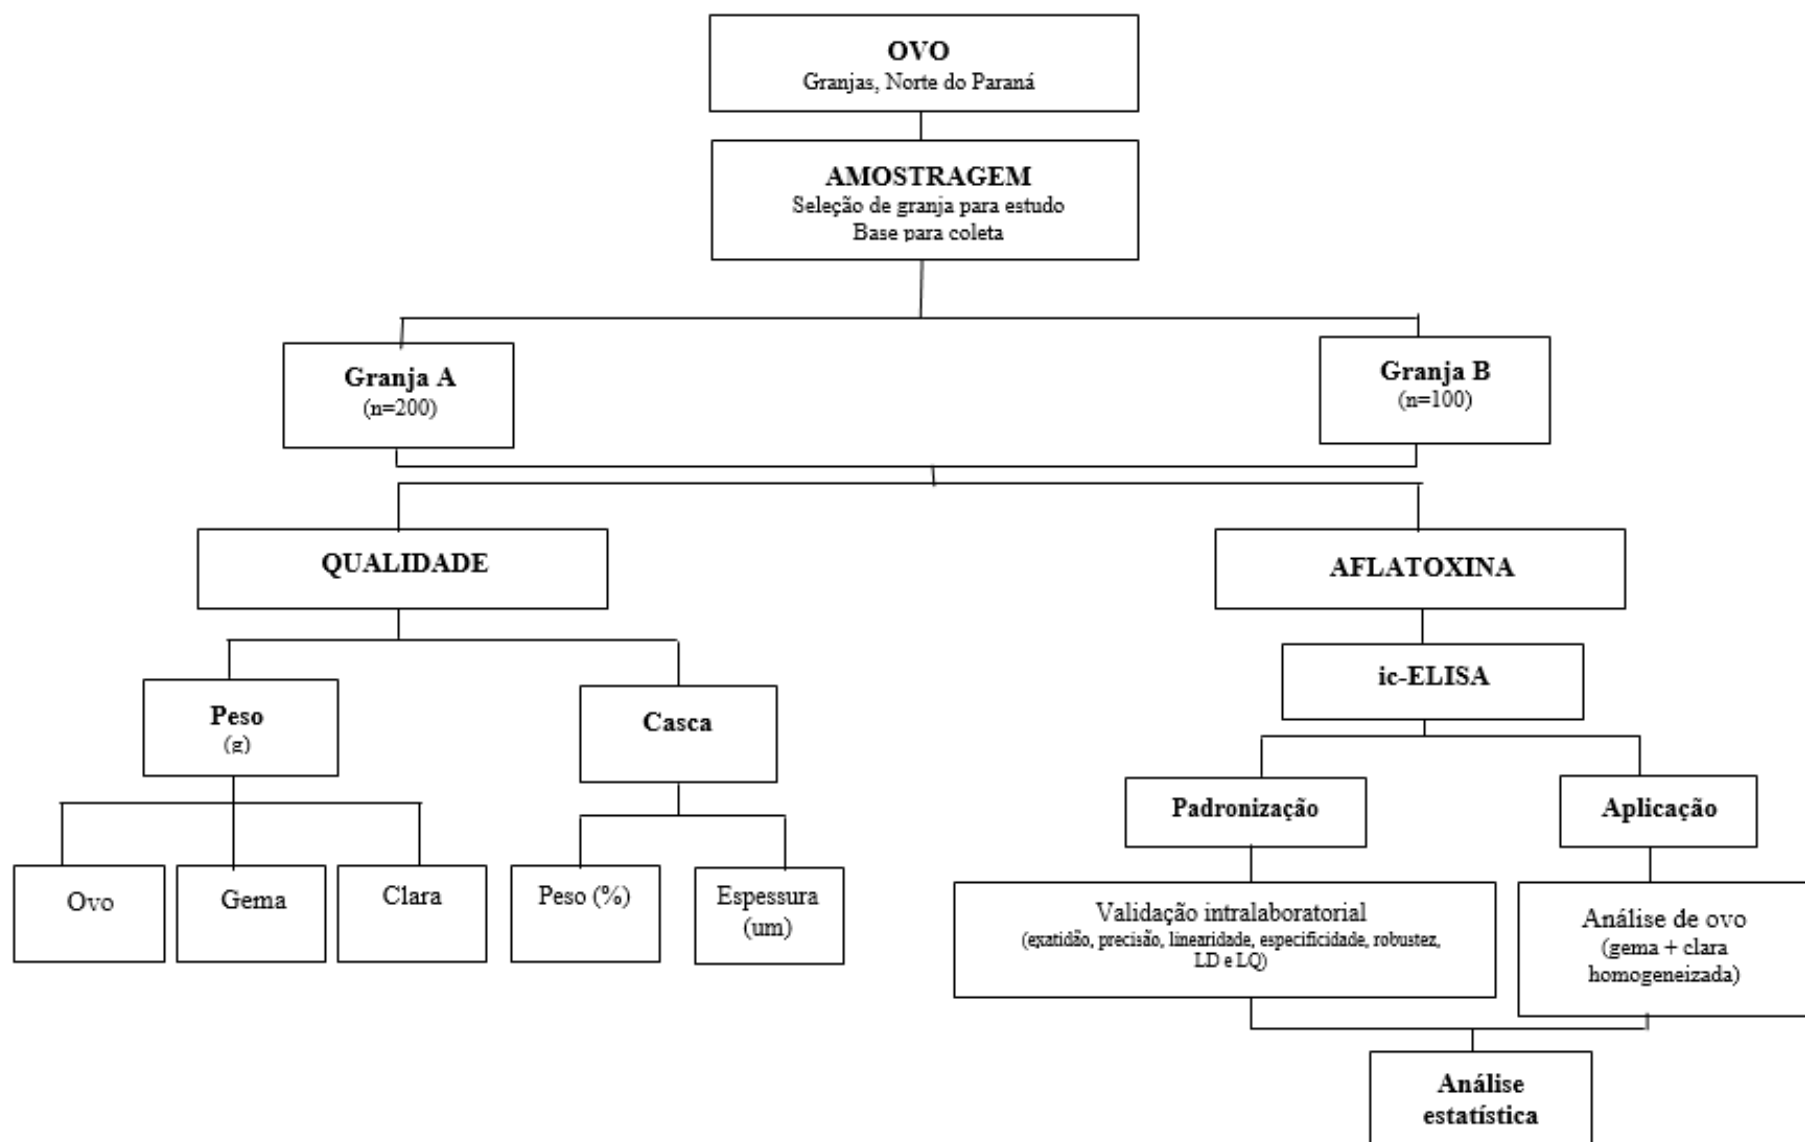 OVO
Granjas, Norte do Paraná
AMOSTRAGEM
Seleção de granja para estudo
Base para coleta
Granja A
(n=200)
Granja B
(n=100)
QUALIDADE
AFLATOXINA
ic-ELISA
Peso
(g)
Casca
Padronização
Aplicação
Ovo
Gema
Clara
Peso (%)
Espessura
(um)
Validação intralaboratorial
(exatidão, precisão, linearidade, especificidade, robustez,
LD e LQ)
Análise de ovo
(gema + clara
homogeneizada)
Análise
estatística